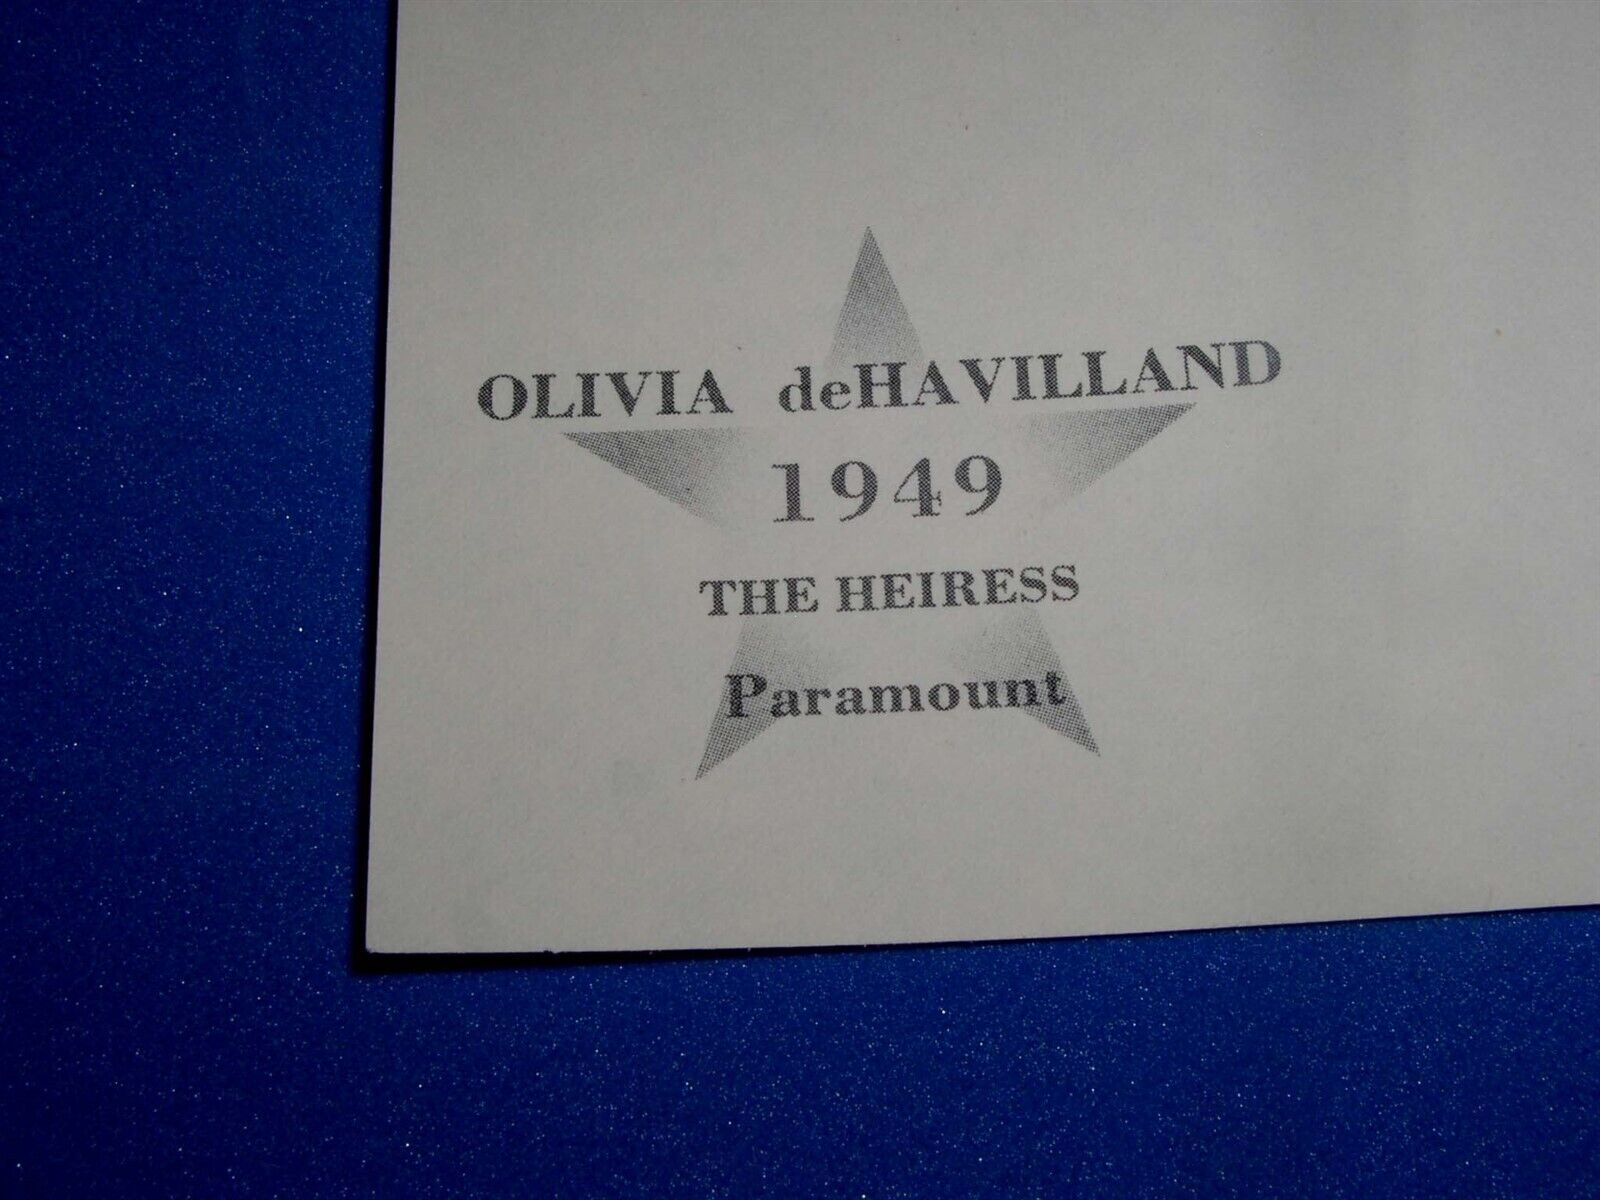 OLIVIA deHAVILLAND
1949
THE HEIRESS
Paramount